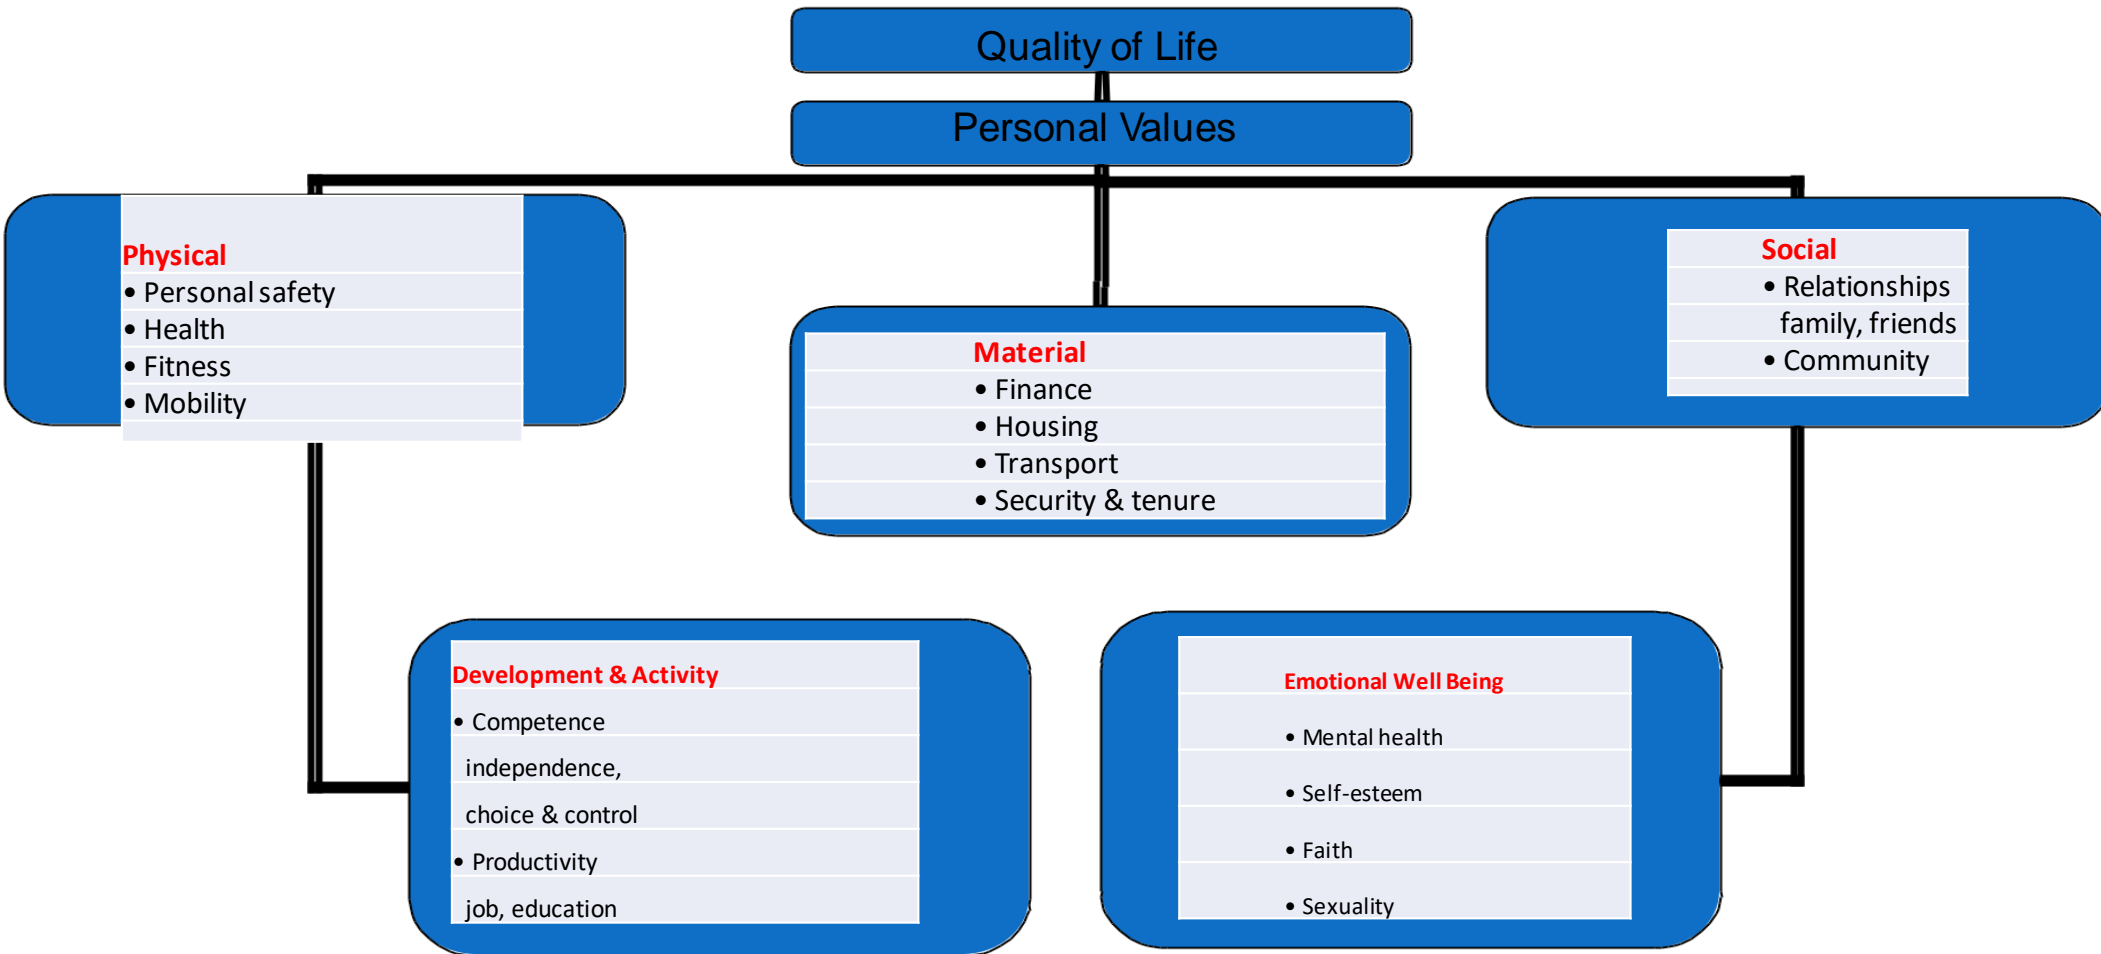 Quality of Life
Personal Values
Physical
• Personal safety
• Health
• Fitness
• Mobility
Material
• Finance
• Housing
• Transport
• Security & tenure
Social
• Relationships
family, friends
• Community
Development & Activity
• Competence
independence,
choice & control
• Productivity
job, education
Emotional Well Being
• Mental health
• Self-esteem
• Faith
• Sexuality